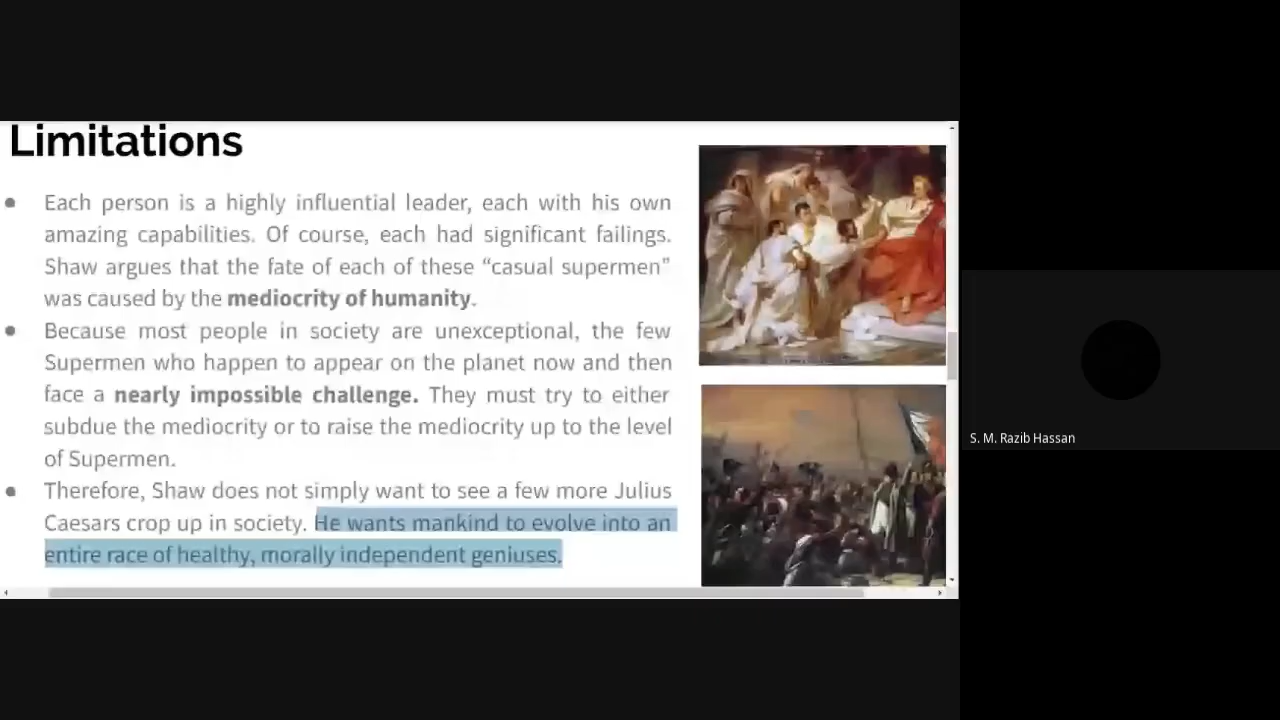 Limitations
● Each person is a highly influential leader, each with his own
amazing capabilities. Of course, each had significant failings.
Shaw argues that the fate of each of these “casual supermen”
was caused by the mediocrity of humanity.
● Because most people in society are unexceptional, the few
Supermen who happen to appear on the planet now and then
face a nearly impossible challenge. They must try to either
subdue the mediocrity or to raise the mediocrity up to the level
of Supermen.
● Therefore, Shaw does not simply want to see a few more Julius
Caesars crop up in society. He wants mankind to evolve into an
entire race of healthy, morally independent geniuses.
S. M. Razib Hassan